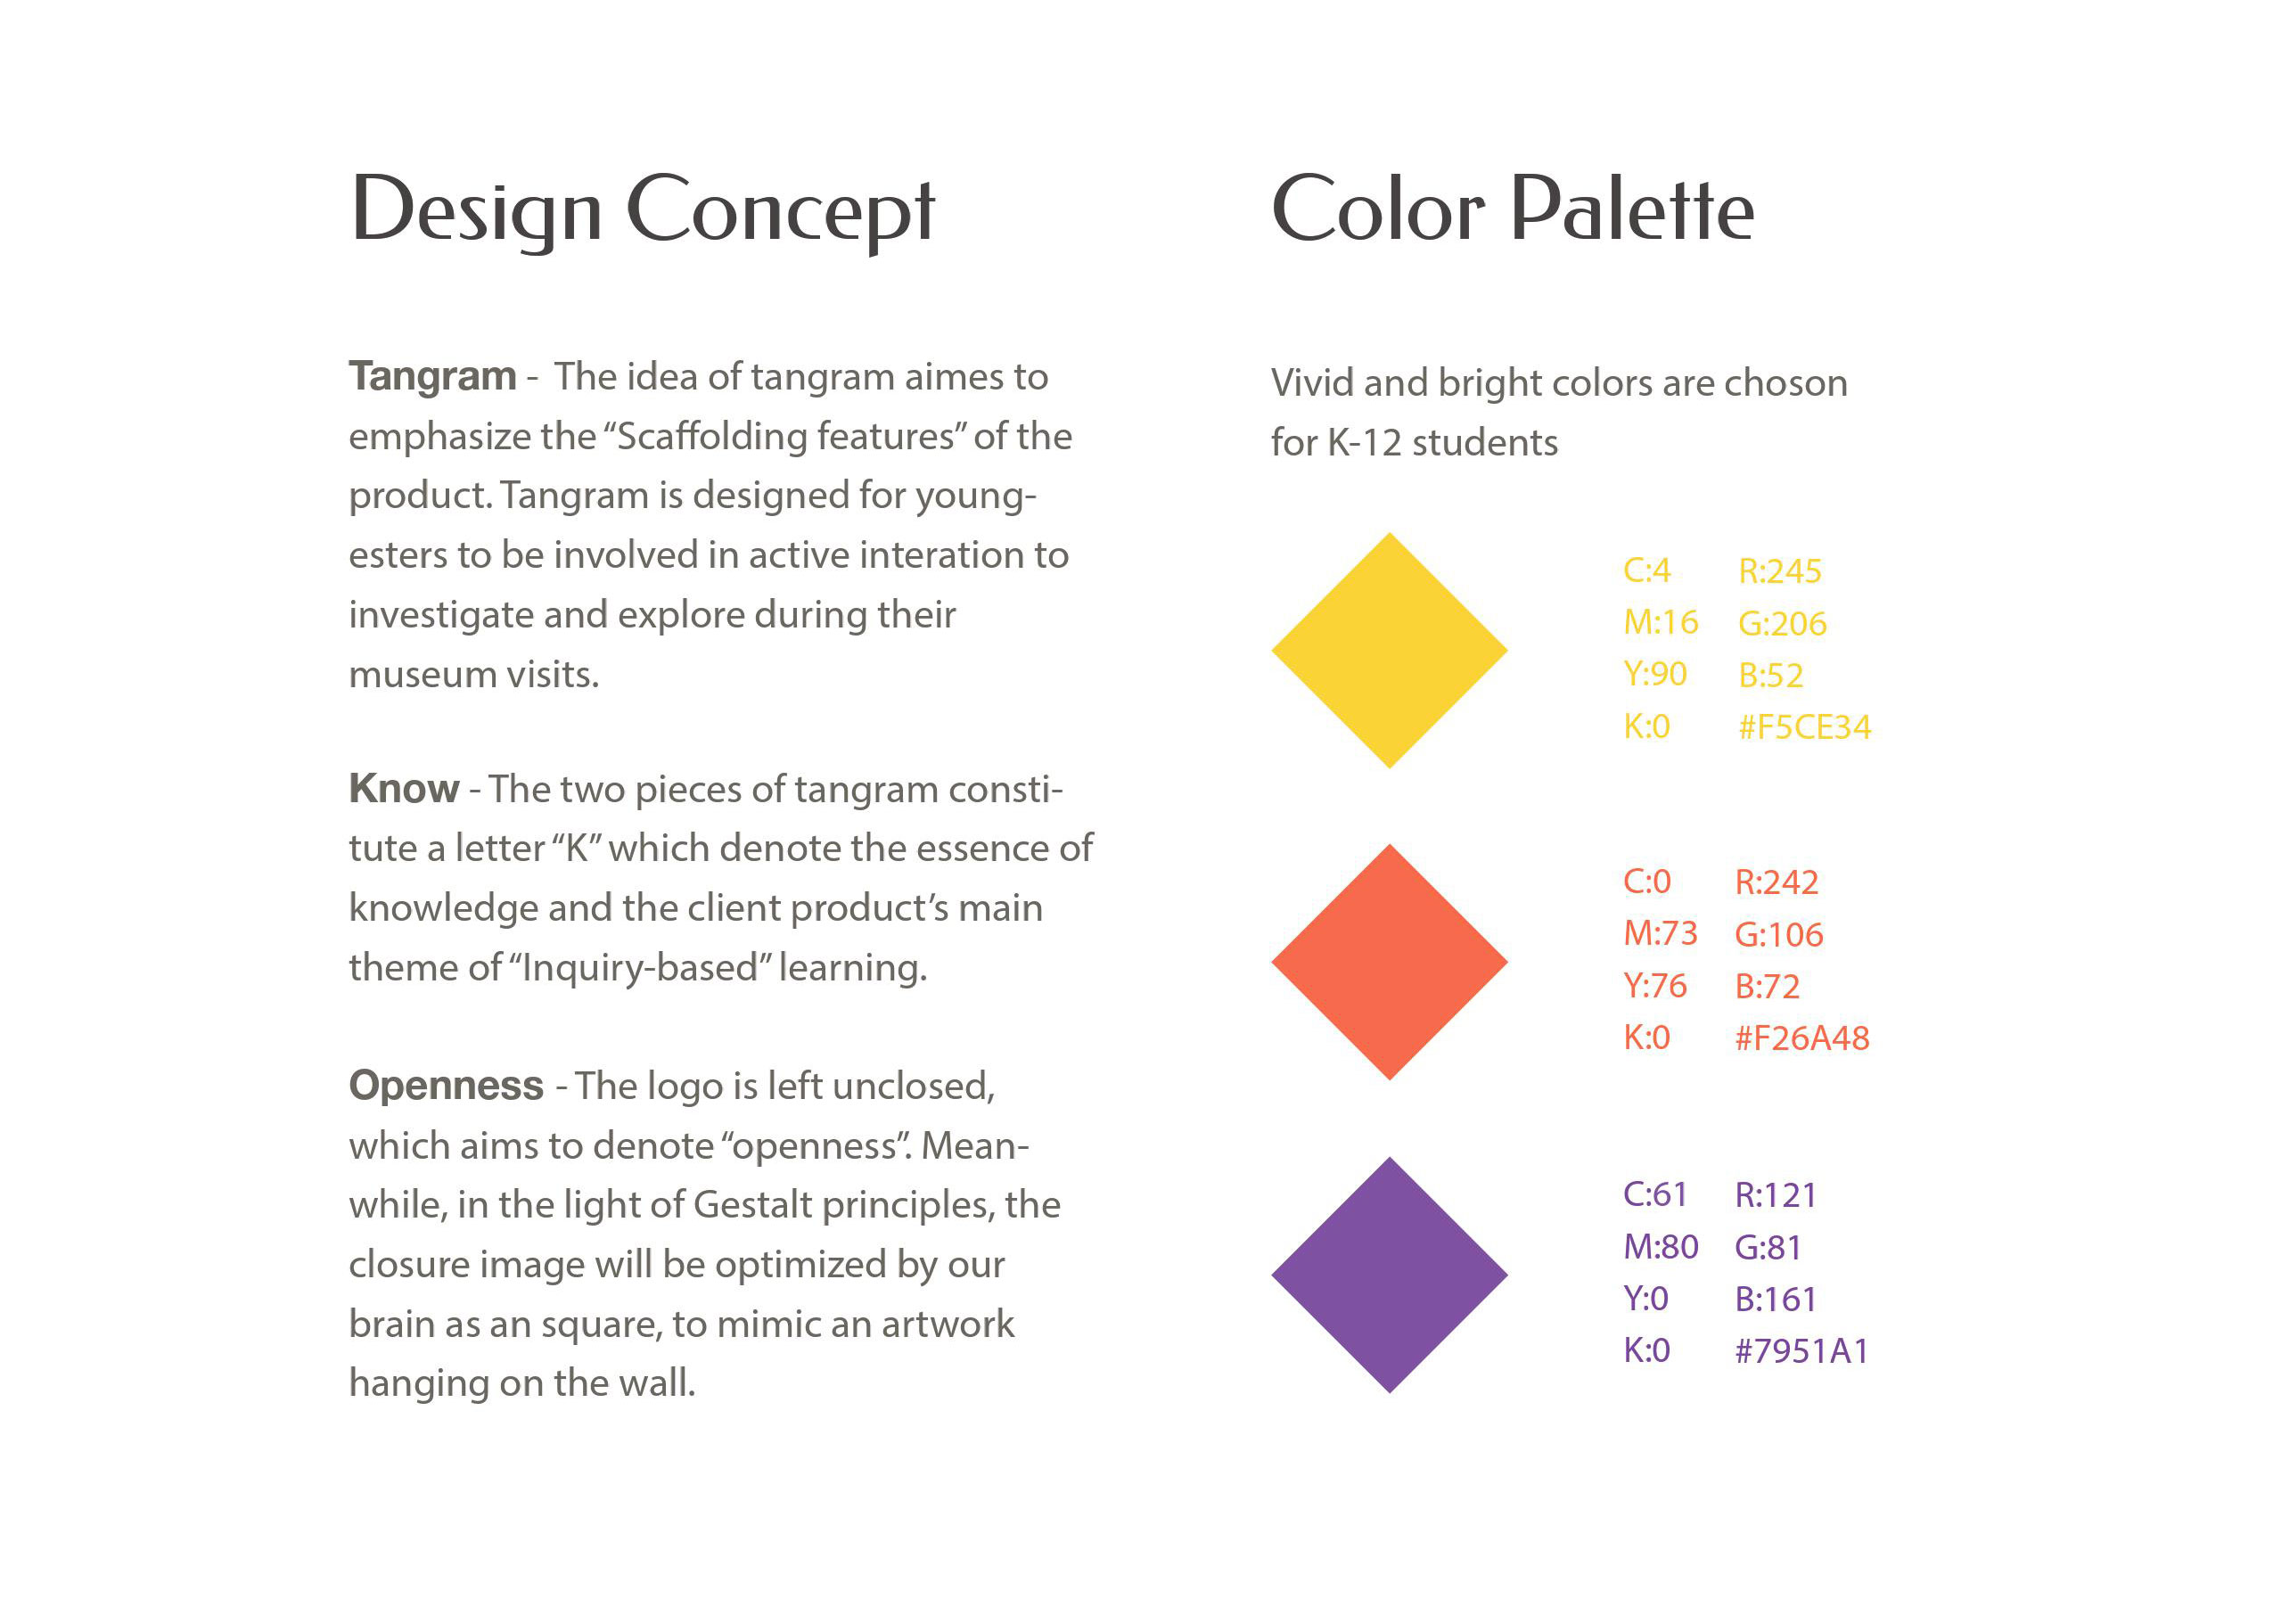 Design Concept
Tangram -  The idea of tangram aimes to
emphasize the “Scaffolding features” of the
product. Tangram is designed for young-
esters to be involved in active interation to
investigate and explore during their
museum visits.
Know - The two pieces of tangram consti-
tute a letter “K” which denote the essence of
knowledge and the client product’s main
theme of “Inquiry-based” learning.
Openness - The logo is left unclosed,
which aims to denote “openness”. Mean-
while, in the light of Gestalt principles, the
closure image will be optimized by our
brain as an square, to mimic an artwork
hanging on the wall.
Color Palette
Vivid and bright colors are choson
for K-12 students
C:4 R:245
M:16 G:206
Y:90 B:52
K:0 #F5CE34
C:0 R:242
M:73 G:106
Y:76 B:72
K:0 #F26A48
C:61 R:121
M:80 G:81
Y:0 B:161
K:0 #7951A1